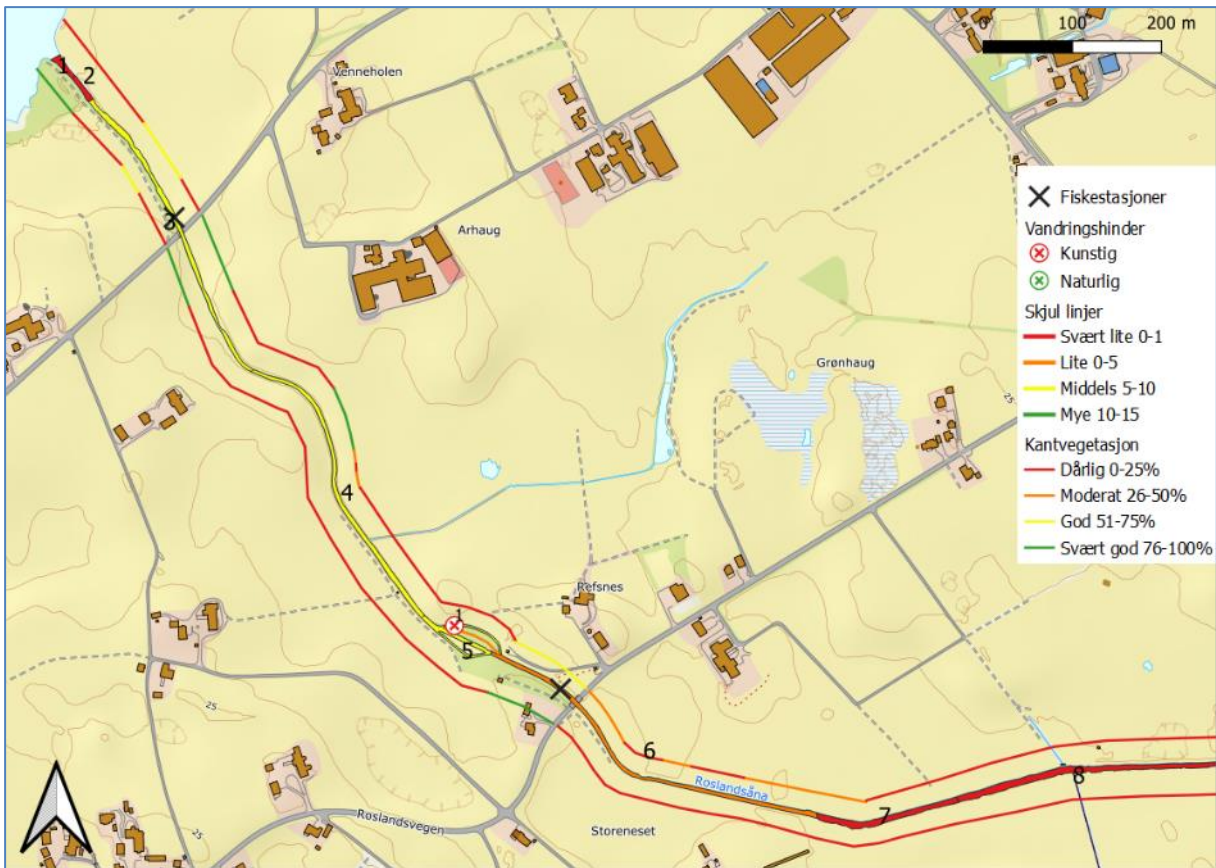 0 100 200 m
1
2
Venneholen
3
Arhaug
Grønhaug
25
4
Refsnes
1
5
25
6
Roslandsåna
7
8
Roslandsvegen
Storeneset
25
Fiskestasjoner
Vandringshinder
Kunstig
Naturlig
Skjul linjer
Svært lite 0-1
Lite 0-5
Middels 5-10
Mye 10-15
Kantvegetasjon
Dårlig 0-25%
Moderat 26-50%
God 51-75%
Svært god 76-100%